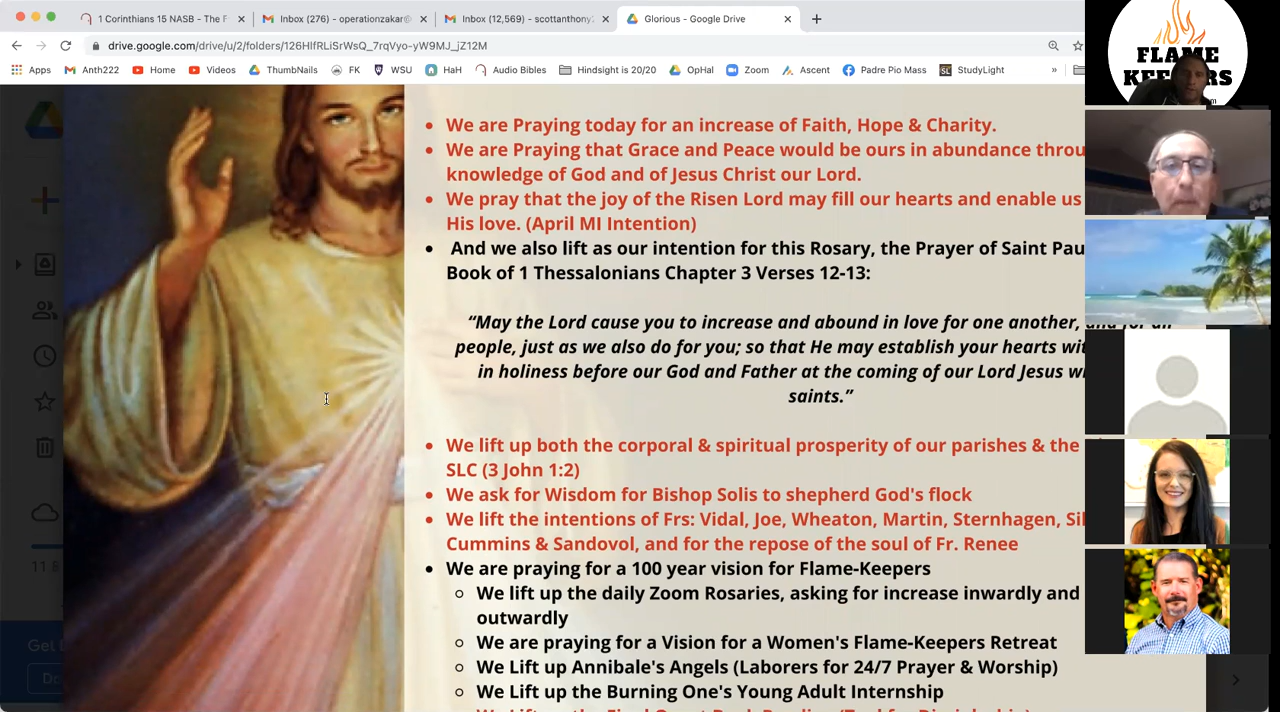 1 Corinthians 15 NASB - The F
Inbox (276) - operationzakar@
Inbox (12,569) - scottanthony
Glorious - Google Drive
drive.google.com/drive/u/2/folders/126HIfRLiSrWsQ_7rqVyo-yW9MJ_jZ12M
Apps Anth222 Home Videos ThumbNails FK WSU HaH Audio Bibles Hindsight is 20/20 OpHal Zoom Ascent Padre Pio Mass StudyLight »
FLAME
KEEPERS
We are Praying today for an increase of Faith, Hope & Charity.
We are Praying that Grace and Peace would be ours in abundance throu
knowledge of God and of Jesus Christ our Lord.
We pray that the joy of the Risen Lord may fill our hearts and enable us
His love. (April MI Intention)
And we also lift as our intention for this Rosary, the Prayer of Saint Pau
Book of 1 Thessalonians Chapter 3 Verses 12-13:
“May the Lord cause you to increase and abound in love for one another, and for all
people, just as we also do for you; so that He may establish your hearts wit
in holiness before our God and Father at the coming of our Lord Jesus wi
saints.”
We lift up both the corporal & spiritual prosperity of our parishes & the
SLC (3 John 1:2)
We ask for Wisdom for Bishop Solis to shepherd God's flock
We lift the intentions of Frs: Vidal, Joe, Wheaton, Martin, Sternhagen, Sil
Cummins & Sandovol, and for the repose of the soul of Fr. Renee
We are praying for a 100 year vision for Flame-Keepers
We lift up the daily Zoom Rosaries, asking for increase inwardly and
outwardly
We are praying for a Vision for a Women's Flame-Keepers Retreat
We Lift up Annibale's Angels (Laborers for 24/7 Prayer & Worship)
We Lift up the Burning One's Young Adult Internship
11.8
Get D